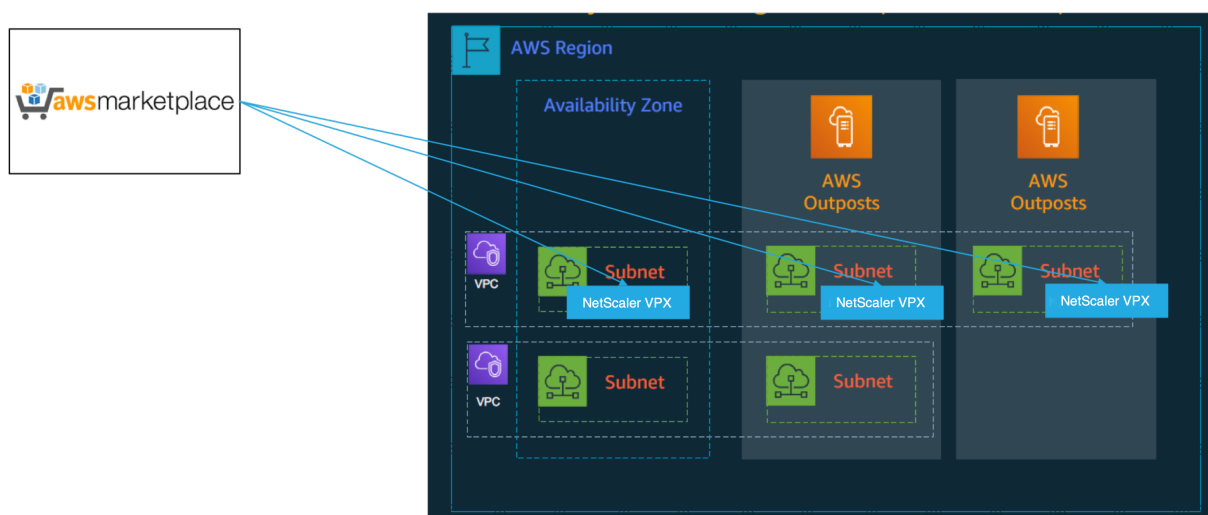 awsmarketplace
AWS Region
Availability Zone
AWS
Outposts
AWS
Outposts
VPC
Subnet
NetScaler VPX
Subnet
NetScaler VPX
Subnet
NetScaler VPX
VPC
Subnet
Subnet